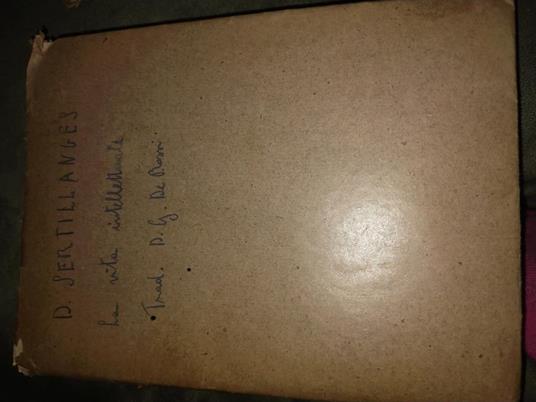 D. SERTILLANGES
La vita intellettuale
Trad. D. G. De Rossi.